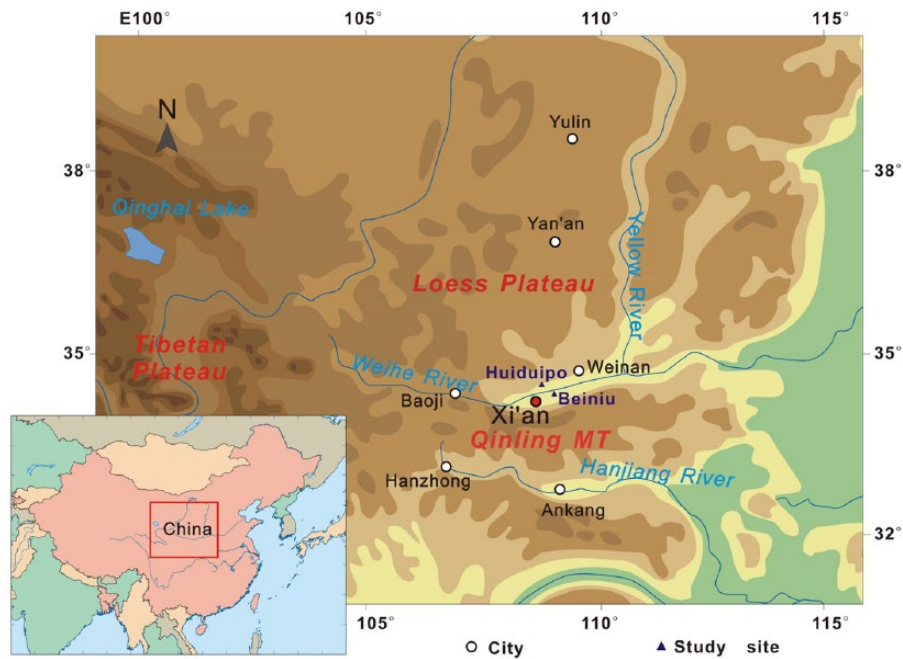 E100° 105° 110° 115°
N
Yulin
38° 38°
Qinghai Lake
Yan'an
Yellow River
Loess Plateau
35° 35°
Tibetan
Plateau
Weihe River
Huiduipo
Weinan
Baoji
Beiniu
Xi'an
Qinling MT
Hanzhong
Hanjiang River
Ankang
China
32°
105° 110° 115°
City
Study site